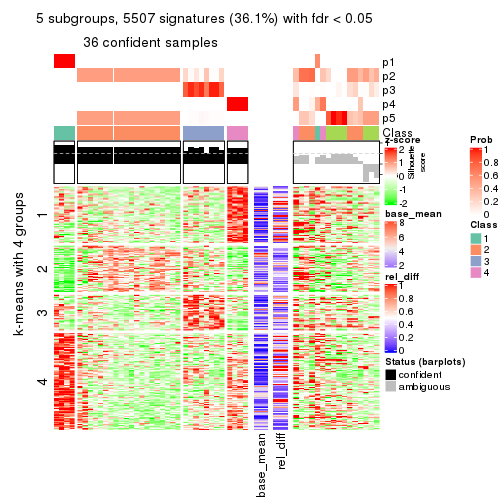 5 subgroups, 5507 signatures (36.1%) with fdr < 0.05
36 confident samples
p1
p2
p3
p4
p5
Class
z-score
2
1
0
-1
-2
Silhouette
score
base_mean
8
6
4
2
rel_diff
1
0.8
0.6
0.4
0.2
0
Status (barplots)
confident
ambiguous
Prob
1
0.8
0.6
0.4
0.2
0
Class
1
2
3
4
k-means with 4 groups
1
2
3
4
base_mean
rel_diff